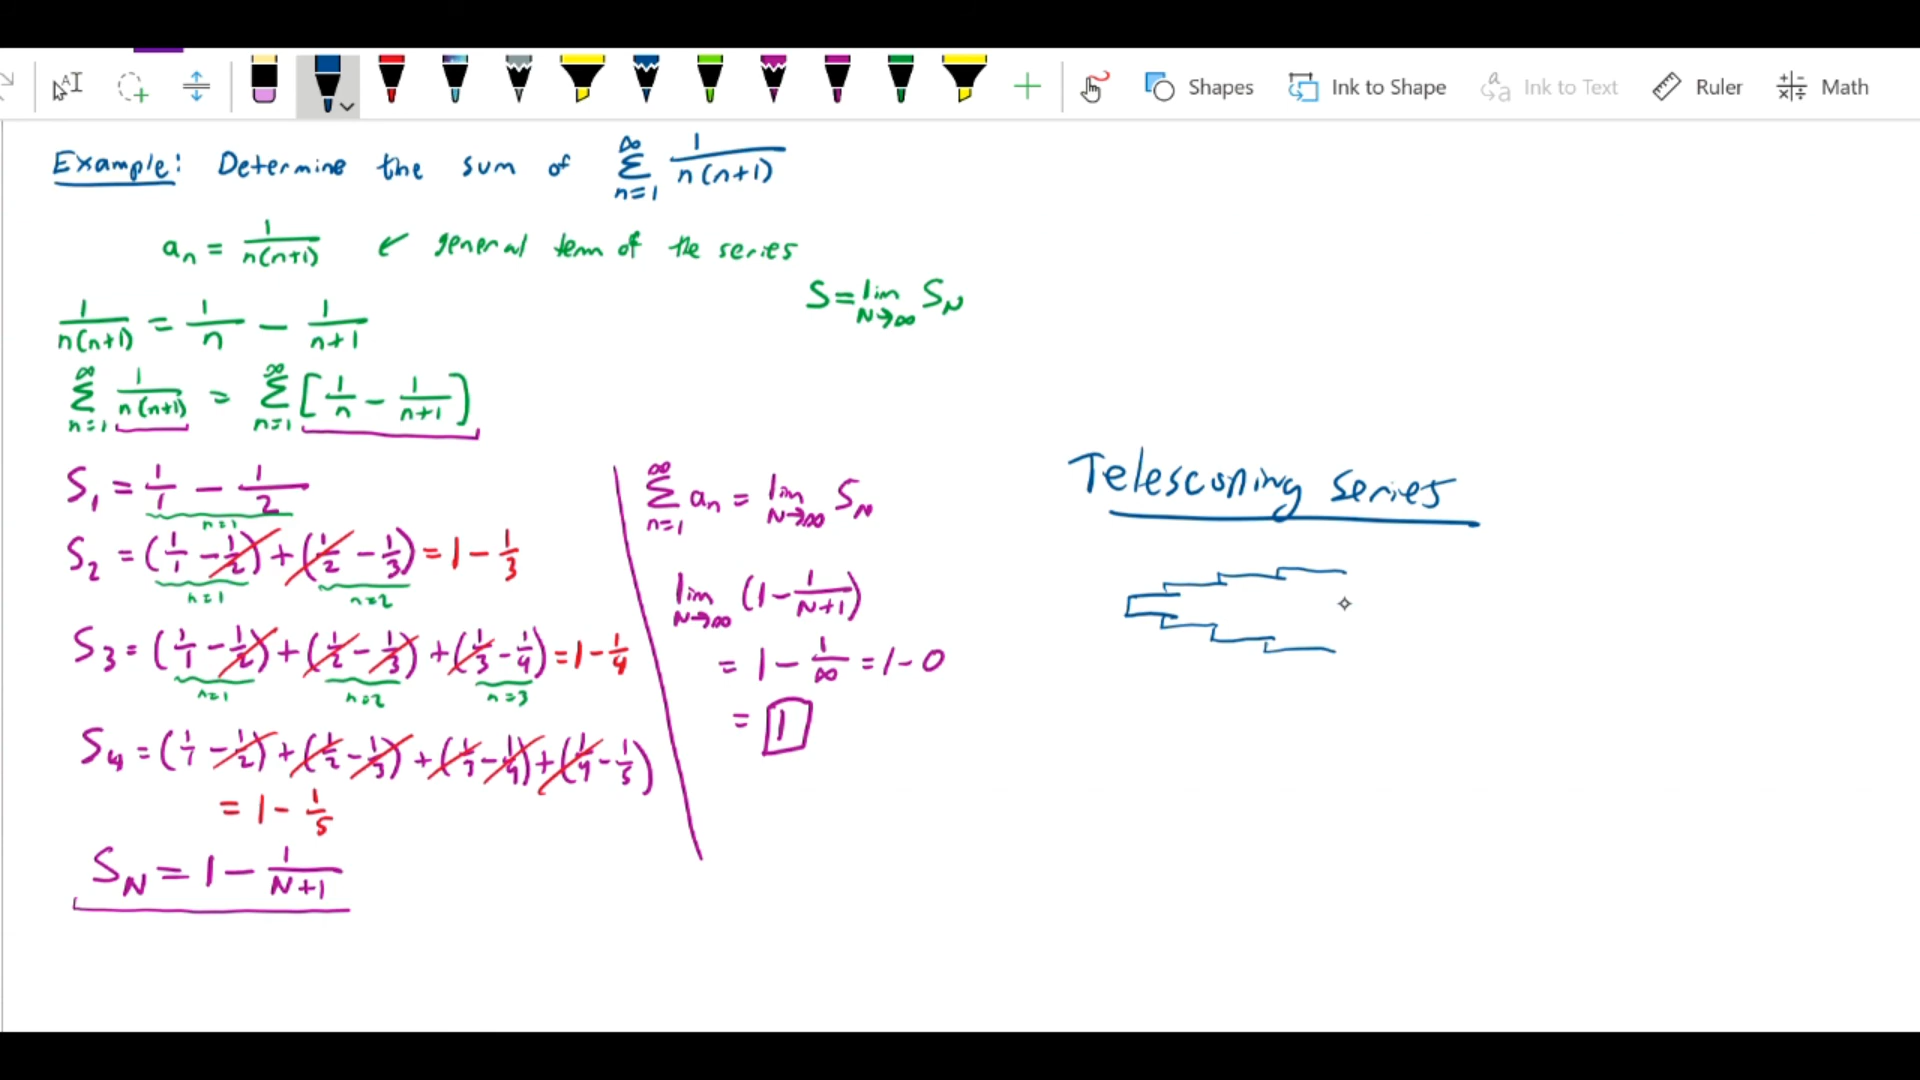 Shapes Ink to Shape Ink to Text Ruler Math
Example: Determine the sum of ∑_{n=1}^{∞} 1/(n(n+1))
a_n = 1/(n(n+1)) ↙ general term of the series
S = lim_{N→∞} S_N
1/(n(n+1)) = 1/n - 1/(n+1)
∑_{n=1}^{∞} 1/(n(n+1)) = ∑_{n=1}^{∞} [1/n - 1/(n+1)]
S_1 = 1/1 - 1/2
n=1
S_2 = (1/1 - 1/2) + (1/2 - 1/3) = 1 - 1/3
n=1 n=2
S_3 = (1/1 - 1/2) + (1/2 - 1/3) + (1/3 - 1/4) = 1 - 1/4
n=1 n=2 n=3
S_4 = (1/1 - 1/2) + (1/2 - 1/3) + (1/3 - 1/4) + (1/4 - 1/5)
= 1 - 1/5
S_N = 1 - 1/(N+1)
∑_{n=1}^{∞} a_n = lim_{N→∞} S_N
lim_{N→∞} (1 - 1/(N+1))
= 1 - 1/∞ = 1 - 0
= 1
Telescoping series